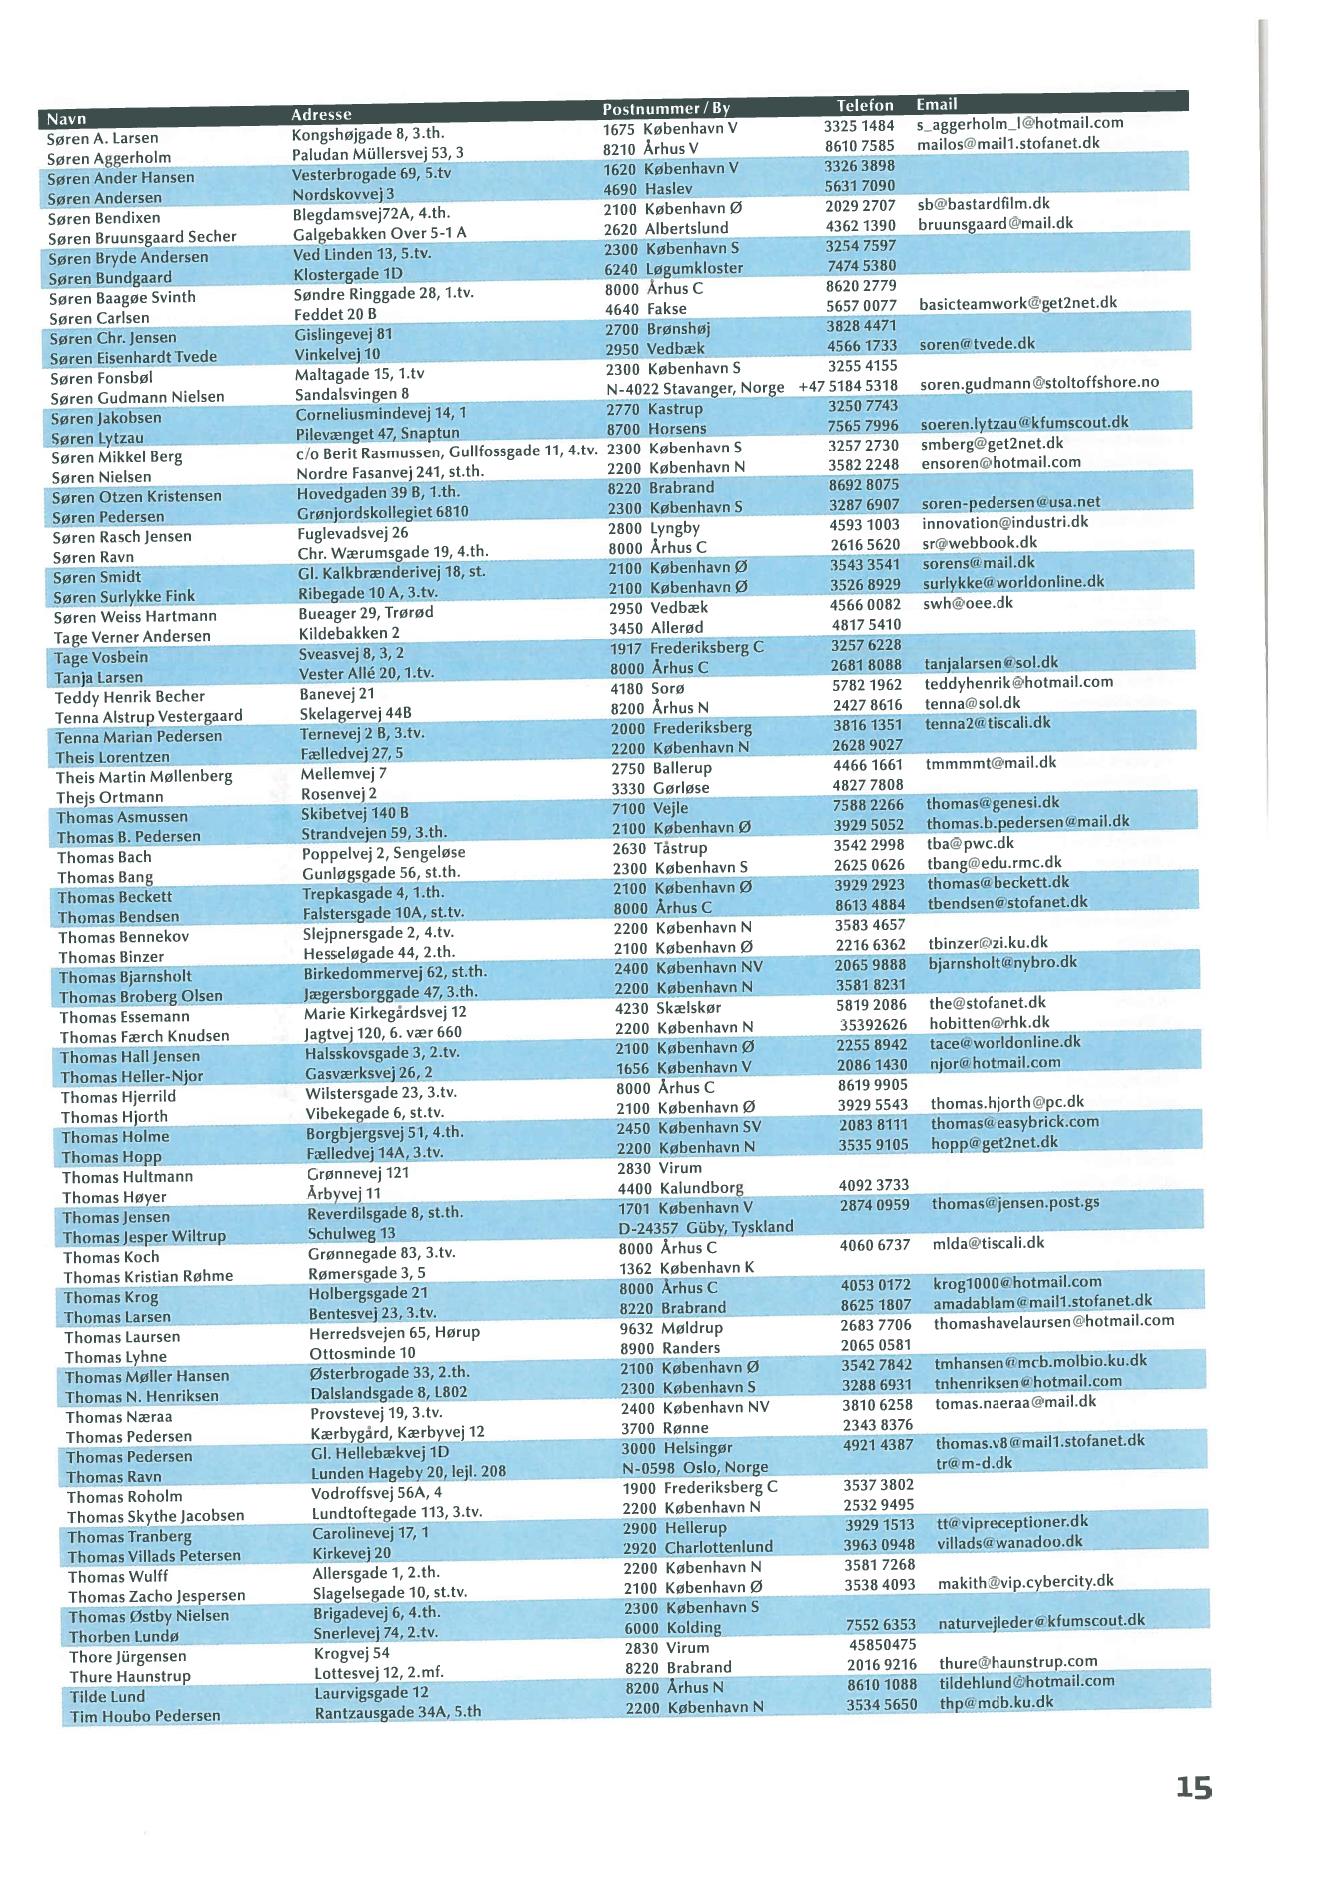 Navn Adresse Postnummer / By Telefon Email
Søren A. Larsen Kongshøjgade 8, 3.th. 1675 København V 3325 1484 s_aggerholm_l@hotmail.com
Søren Aggerholm Paludan Müllersvej 53, 3 8210 Århus V 8610 7585 mailos@mail1.stofanet.dk
Søren Ander Hansen Vesterbrogade 69, 5.tv 1620 København V 3326 3898
Søren Andersen Nordskovvej 3 4690 Haslev 5631 7090
Søren Bendixen Blegdamsvej72A, 4.th. 2100 København Ø 2029 2707 sb@bastardfilm.dk
Søren Bruunsgaard Secher Galgebakken Over 5-1 A 2620 Albertslund 4362 1390 bruunsgaard@mail.dk
Søren Bryde Andersen Ved Linden 13, 5.tv. 2300 København S 3254 7597
Søren Bundgaard Klostergade 1D 6240 Løgumkloster 7474 5380
Søren Baagøe Svinth Søndre Ringgade 28, 1.tv. 8000 Århus C 8620 2779
Søren Carlsen Feddet 20 B 4640 Fakse 5657 0077 basicteamwork@get2net.dk
Søren Chr. Jensen Gislingevej 81 2700 Brønshøj 3828 4471
Søren Eisenhardt Tvede Vinkelvej 10 2950 Vedbæk 4566 1733 soren@tvede.dk
Søren Fonsbøl Maltagade 15, 1.tv 2300 København S 3255 4155
Søren Gudmann Nielsen Sandalsvingen 8 N-4022 Stavanger, Norge +47 5184 5318 soren.gudmann@stoltoffshore.no
Søren Jakobsen Corneliusmindevej 14, 1 2770 Kastrup 3250 7743
Søren Lytzau Pilevænget 47, Snaptun 8700 Horsens 7565 7996 soeren.lytzau@kfumscout.dk
Søren Mikkel Berg c/o Berit Rasmussen, Gullfossgade 11, 4.tv. 2300 København S 3257 2730 smberg@get2net.dk
Søren Nielsen Nordre Fasanvej 241, st.th. 2200 København N 3582 2248 ensoren@hotmail.com
Søren Otzen Kristensen Hovedgaden 39 B, 1.th. 8220 Brabrand 8692 8075
Søren Pedersen Grønjordskollegiet 6810 2300 København S 3287 6907 soren-pedersen@usa.net
Søren Rasch Jensen Fuglevadsvej 26 2800 Lyngby 4593 1003 innovation@industri.dk
Søren Ravn Chr. Wærumsgade 19, 4.th. 8000 Århus C 2616 5620 sr@webbook.dk
Søren Smidt Gl. Kalkbrænderivej 18, st. 2100 København Ø 3543 3541 sorens@mail.dk
Søren Surlykke Fink Ribegade 10 A, 3.tv. 2100 København Ø 3526 8929 surlykke@worldonline.dk
Søren Weiss Hartmann Bueager 29, Trørød 2950 Vedbæk 4566 0082 swh@oee.dk
Tage Verner Andersen Kildebakken 2 3450 Allerød 4817 5410
Tage Vosbein Sveasvej 8, 3, 2 1917 Frederiksberg C 3257 6228
Tanja Larsen Vester Allé 20, 1.tv. 8000 Århus C 2681 8088 tanjalarsen@sol.dk
Teddy Henrik Becher Banevej 21 4180 Sorø 5782 1962 teddyhenrik@hotmail.com
Tenna Alstrup Vestergaard Skelagervej 44B 8200 Århus N 2427 8616 tenna@sol.dk
Tenna Marian Pedersen Ternevej 2 B, 3.tv. 2000 Frederiksberg 3816 1351 tenna2@tiscali.dk
Theis Lorentzen Fælledvej 27, 5 2200 København N 2628 9027
Theis Martin Møllenberg Mellemvej 7 2750 Ballerup 4466 1661 tmmmmt@mail.dk
Thejs Ortmann Rosenvej 2 3330 Gørløse 4827 7808
Thomas Asmussen Skibetvej 140 B 7100 Vejle 7588 2266 thomas@genesi.dk
Thomas B. Pedersen Strandvejen 59, 3.th. 2100 København Ø 3929 5052 thomas.b.pedersen@mail.dk
Thomas Bach Poppelvej 2, Sengeløse 2630 Tåstrup 3542 2998 tba@pwc.dk
Thomas Bang Gunløgsgade 56, st.th. 2300 København S 2625 0626 tbang@edu.rmc.dk
Thomas Beckett Trepkasgade 4, 1.th. 2100 København Ø 3929 2923 thomas@beckett.dk
Thomas Bendsen Falstersgade 10A, st.tv. 8000 Århus C 8613 4884 tbendsen@stofanet.dk
Thomas Bennekov Slejpnersgade 2, 4.tv. 2200 København N 3583 4657
Thomas Binzer Hesseløgade 44, 2.th. 2100 København Ø 2216 6362 tbinzer@zi.ku.dk
Thomas Bjarnsholt Birkedommervej 62, st.th. 2400 København NV 2065 9888 bjarnsholt@nybro.dk
Thomas Broberg Olsen Jægersborggade 47, 3.th. 2200 København N 3581 8231
Thomas Essemann Marie Kirkegårdsvej 12 4230 Skælskør 5819 2086 the@stofanet.dk
Thomas Færch Knudsen Jagtvej 120, 6. vær 660 2200 København N 35392626 hobitten@rhk.dk
Thomas Hall Jensen Halsskovsgade 3, 2.tv. 2100 København Ø 2255 8942 tace@worldonline.dk
Thomas Heller-Njor Gasværksvej 26, 2 1656 København V 2086 1430 njor@hotmail.com
Thomas Hjerrild Wilstersgade 23, 3.tv. 8000 Århus C 8619 9905
Thomas Hjorth Vibekegade 6, st.tv. 2100 København Ø 3929 5543 thomas.hjorth@pc.dk
Thomas Holme Borgbjergsvej 51, 4.th. 2450 København SV 2083 8111 thomas@easybrick.com
Thomas Hopp Fælledvej 14A, 3.tv. 2200 København N 3535 9105 hopp@get2net.dk
Thomas Hultmann Grønnevej 121 2830 Virum
Thomas Høyer Årbyvej 11 4400 Kalundborg 4092 3733
Thomas Jensen Reverdilsgade 8, st.th. 1701 København V 2874 0959 thomas@jensen.post.gs
Thomas Jesper Wiltrup Schulweg 13 D-24357 Güby, Tyskland
Thomas Koch Grønnegade 83, 3.tv. 8000 Århus C 4060 6737 mlda@tiscali.dk
Thomas Kristian Røhme Rømersgade 3, 5 1362 København K
Thomas Krog Holbergsgade 21 8000 Århus C 4053 0172 krog1000@hotmail.com
Thomas Larsen Bentesvej 23, 3.tv. 8220 Brabrand 8625 1807 amadablam@mail1.stofanet.dk
Thomas Laursen Herredsvejen 65, Hørup 9632 Møldrup 2683 7706 thomashavelaursen@hotmail.com
Thomas Lyhne Ottosminde 10 8900 Randers 2065 0581
Thomas Møller Hansen Østerbrogade 33, 2.th. 2100 København Ø 3542 7842 tmhansen@mcb.molbio.ku.dk
Thomas N. Henriksen Dalslandsgade 8, L802 2300 København S 3288 6931 tnhenriksen@hotmail.com
Thomas Næraa Provstevej 19, 3.tv. 2400 København NV 3810 6258 tomas.naeraa@mail.dk
Thomas Pedersen Kærbygård, Kærbyvej 12 3700 Rønne 2343 8376
Thomas Pedersen Gl. Hellebækvej 1D 3000 Helsingør 4921 4387 thomas.v8@mail1.stofanet.dk
Thomas Ravn Lunden Hageby 20, lejl. 208 N-0598 Oslo, Norge tr@m-d.dk
Thomas Roholm Vodroffsvej 56A, 4 1900 Frederiksberg C 3537 3802
Thomas Skythe Jacobsen Lundtoftegade 113, 3.tv. 2200 København N 2532 9495
Thomas Tranberg Carolinevej 17, 1 2900 Hellerup 3929 1513 tt@vipreceptioner.dk
Thomas Villads Petersen Kirkevej 20 2920 Charlottenlund 3963 0948 villads@wanadoo.dk
Thomas Wulff Allersgade 1, 2.th. 2200 København N 3581 7268
Thomas Zacho Jespersen Slagelsegade 10, st.tv. 2100 København Ø 3538 4093 makith@vip.cybercity.dk
Thomas Østby Nielsen Brigadevej 6, 4.th. 2300 København S
Thorben Lundø Snerlevej 74, 2.tv. 6000 Kolding 7552 6353 naturvejleder@kfumscout.dk
Thore Jürgensen Krogvej 54 2830 Virum 45850475
Thure Haunstrup Lottesvej 12, 2.mf. 8220 Brabrand 2016 9216 thure@haunstrup.com
Tilde Lund Laurvigsgade 12 8200 Århus N 8610 1088 tildehlund@hotmail.com
Tim Houbo Pedersen Rantzausgade 34A, 5.th 2200 København N 3534 5650 thp@mdb.ku.dk
15